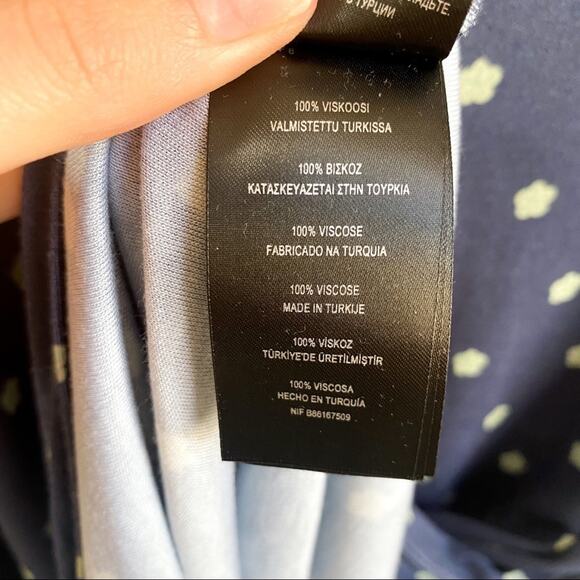 В ТУРЦИИ
100% VISKOOSI
VALMISTETTU TURKISSA
100% ΒΙΣΚΟΖ
ΚΑΤΑΣΚΕΥΑΖΕΤΑΙ ΣΤΗΝ ΤΟΥΡΚΙΑ
100% VISCOSE
FABRICADO NA TURQUIA
100% VISCOSE
MADE IN TURKIJE
100% VİSKOZ
TÜRKİYE'DE ÜRETİLMİŞTİR
100% VISCOSA
HECHO EN TURQUÍA
NIF B86167509